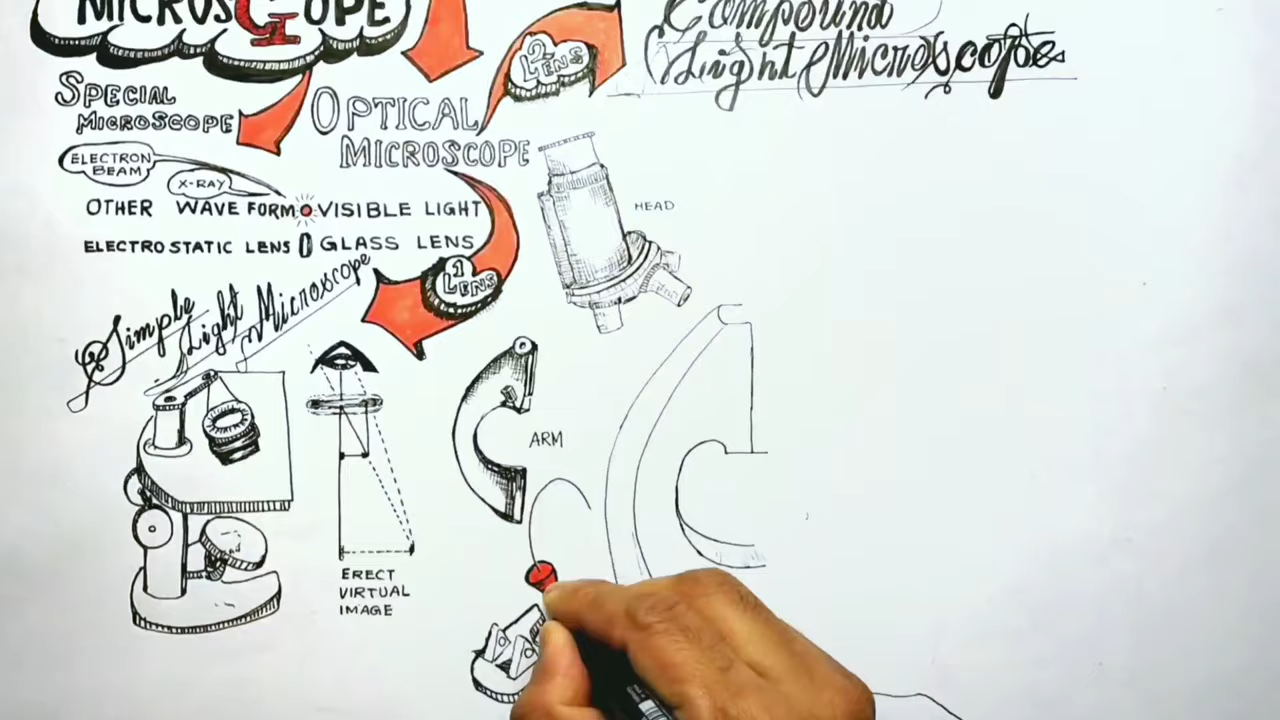 MICROSCOPE
SPECIAL
MICROSCOPE
OPTICAL
MICROSCOPE
2
LENS
Compound
Light Microscope
ELECTRON
BEAM
X-RAY
OTHER WAVE FORM VISIBLE LIGHT
ELECTROSTATIC LENS GLASS LENS
1
LENS
Simple
Light Microscope
HEAD
ARM
ERECT
VIRTUAL
IMAGE